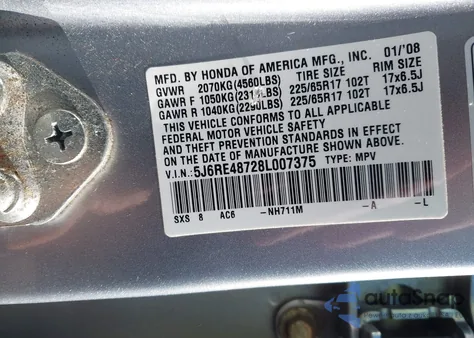 MFD. BY HONDA OF AMERICA MFG., INC. 01/'08
GVWR 2070KG(4560LBS) TIRE SIZE RIM SIZE
GAWR F 1050KG(2314LBS) 225/65R17 102T 17x6.5J
GAWR R 1040KG(2290LBS) 225/65R17 102T 17x6.5J
THIS VEHICLE CONFORMS TO ALL APPLICABLE
FEDERAL MOTOR VEHICLE SAFETY BUMPER
AND THEFT PREVENTION STANDARDS IN EFFECT ON
THE DATE OF MANUFACTURE SHOWN ABOVE.
V.I.N.: 5J6RE48728L007375 TYPE: MPV
SXS 8 AC6 -NH711M -A -L
autoSnap